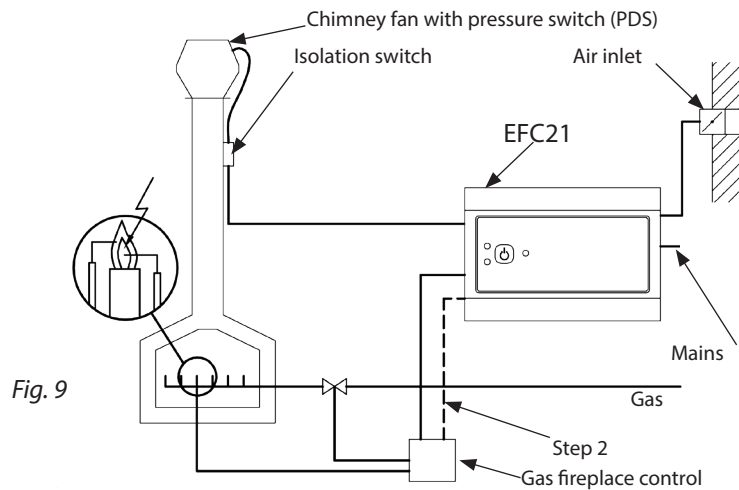 Chimney fan with pressure switch (PDS)
Isolation switch
Air inlet
EFC21
Mains
Fig. 9
Gas
Step 2
Gas fireplace control